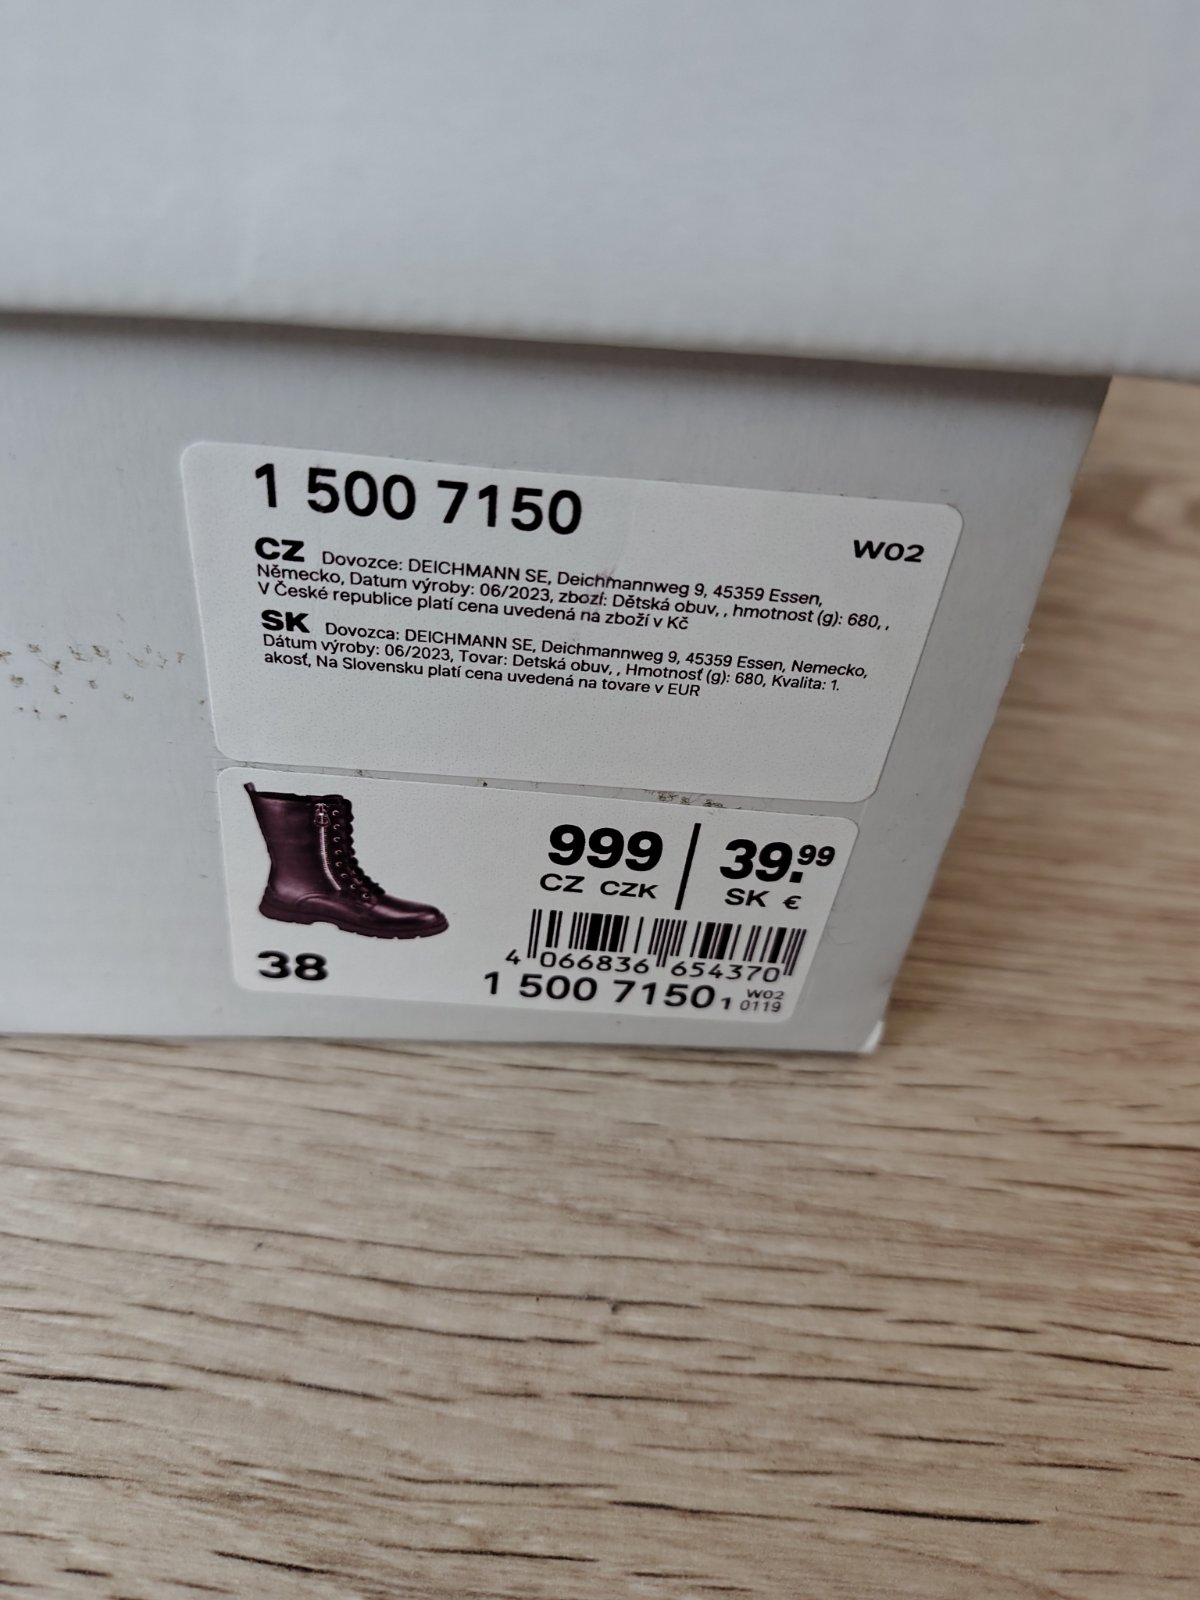 1 500 7150
W02
CZ Dovozce: DEICHMANN SE, Deichmannweg 9, 45359 Essen,
Německo, Datum výroby: 06/2023, zbozí: Dětská obuv, , hmotnost (g): 680, ,
V České republice platí cena uvedená na zboží v Kč
SK Dovozca: DEICHMANN SE, Deichmannweg 9, 45359 Essen, Nemecko,
Dátum výroby: 06/2023, Tovar: Detská obuv, , Hmotnosť (g): 680, Kvalita: 1.
akosť, Na Slovensku platí cena uvedená na tovare v EUR
999 | 39.99
CZ CZK SK €
4 066836 654370
38
1 500 7150 1 W02
0119